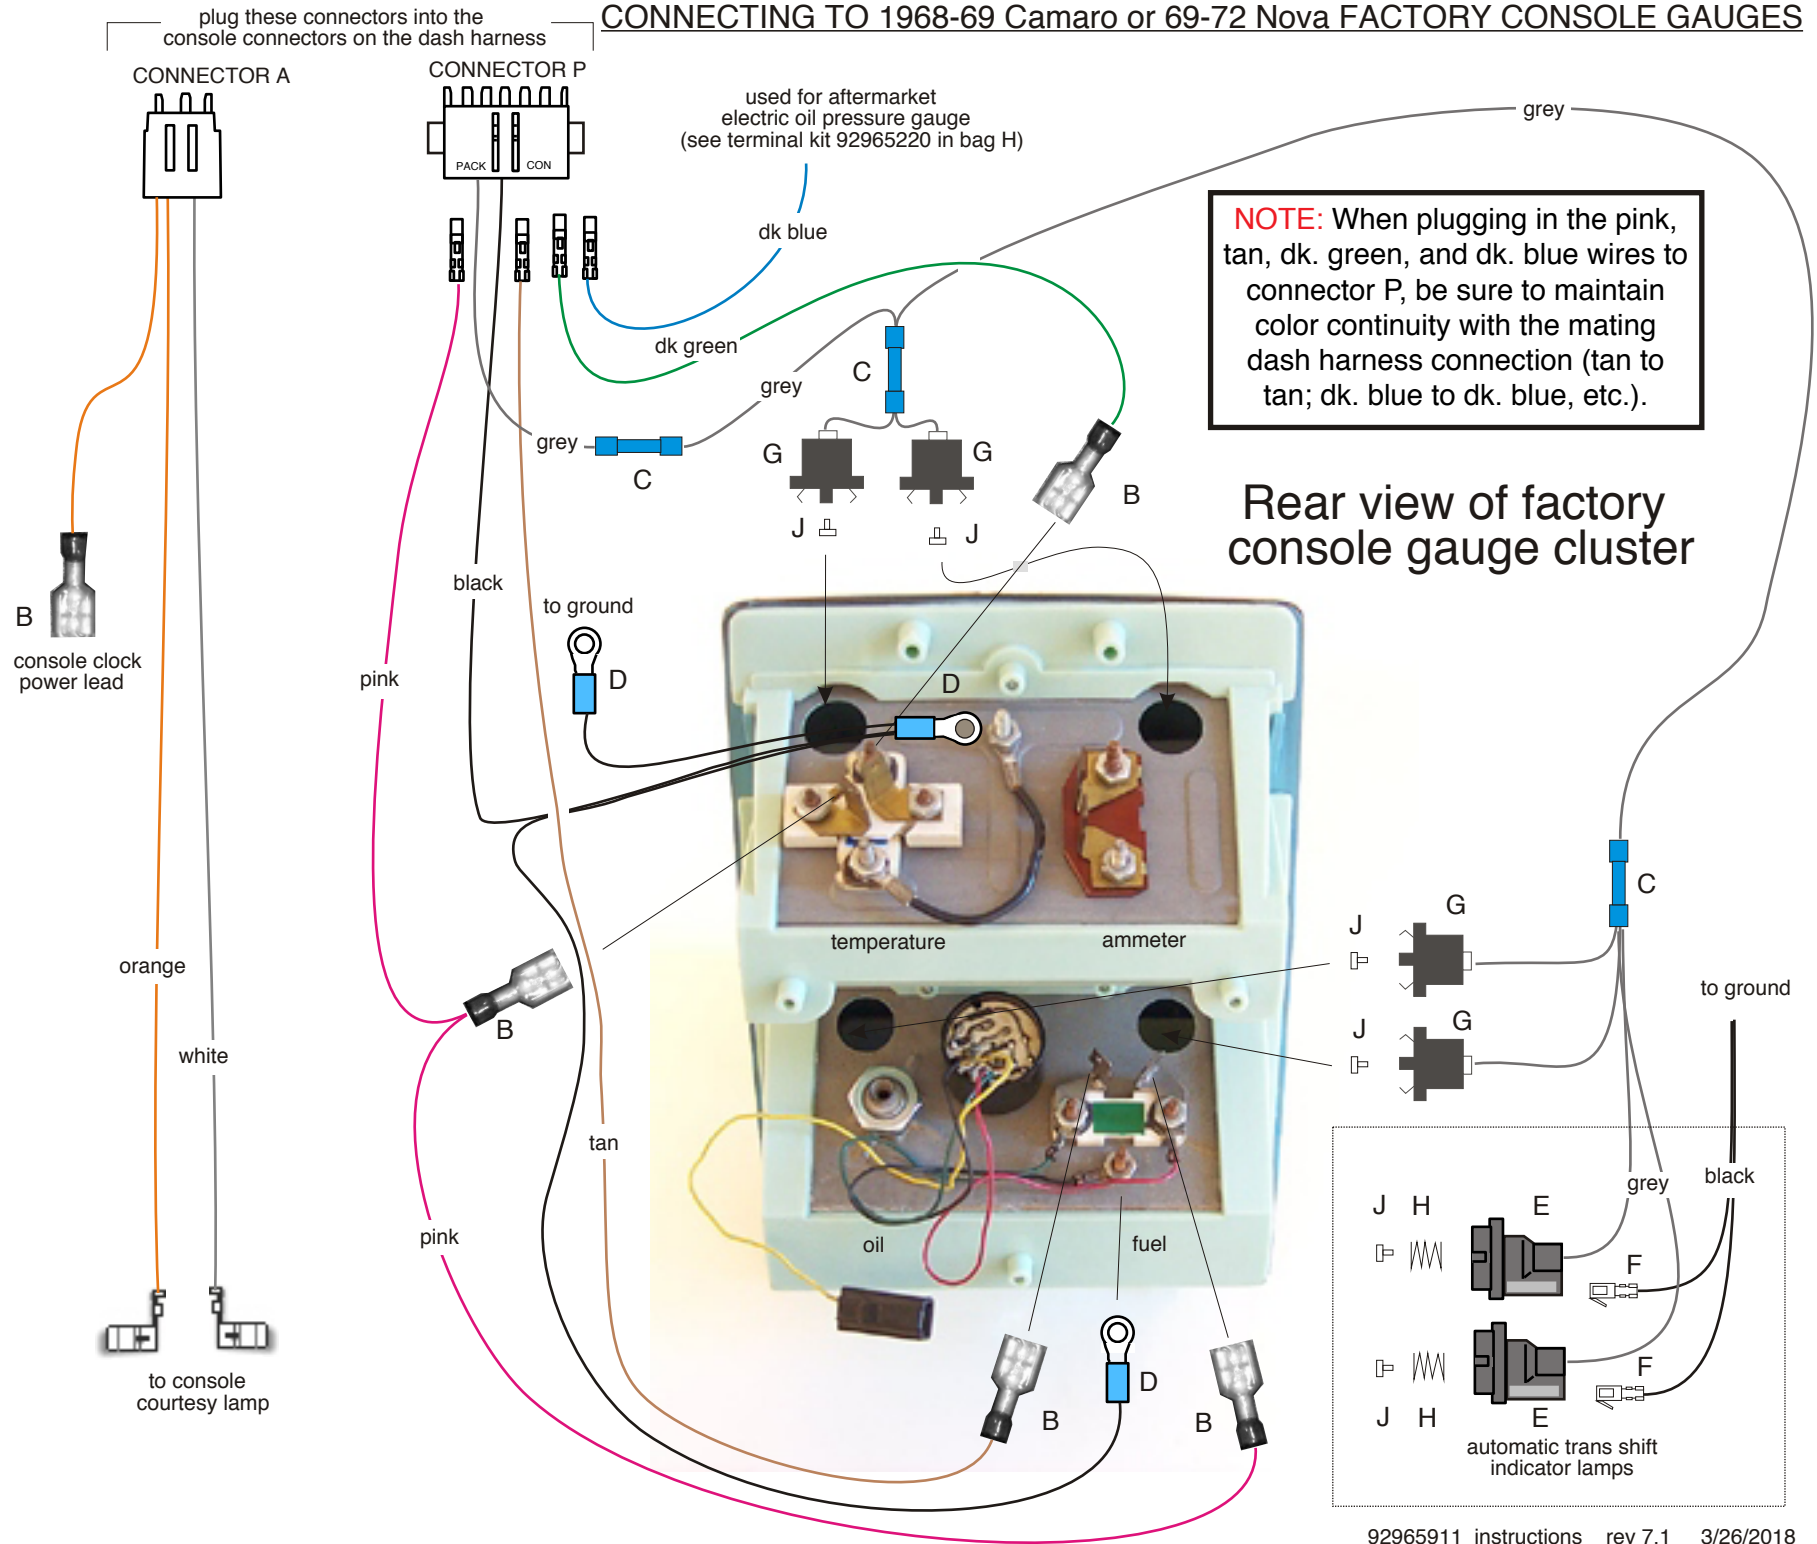 CONNECTING TO 1968-69 Camaro or 69-72 Nova FACTORY CONSOLE GAUGES
plug these connectors into the
console connectors on the dash harness
CONNECTOR A
CONNECTOR P
PACK
CON
used for aftermarket
electric oil pressure gauge
(see terminal kit 92965220 in bag H)
grey
dk blue
NOTE: When plugging in the pink,
tan, dk. green, and dk. blue wires to
connector P, be sure to maintain
color continuity with the mating
dash harness connection (tan to
tan; dk. blue to dk. blue, etc.).
dk green
C
grey
grey
C
G
G
B
J
J
Rear view of factory
console gauge cluster
black
B
to ground
console clock
power lead
pink
D
D
C
temperature
ammeter
J
G
orange
to ground
B
J
G
white
tan
grey
black
pink
oil
fuel
J
H
E
F
to console
courtesy lamp
B
D
B
F
J
H
E
automatic trans shift
indicator lamps
92965911 instructions rev 7.1 3/26/2018